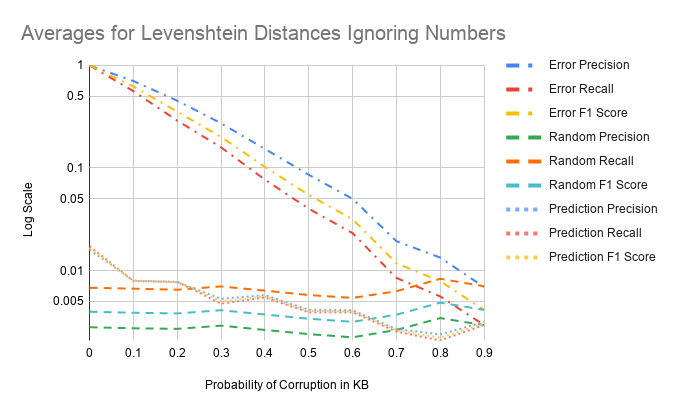 Averages for Levenshtein Distances Ignoring Numbers
1
0.5
0.1
0.05
0.01
0.005
Log Scale
0 0.1 0.2 0.3 0.4 0.5 0.6 0.7 0.8 0.9
Probability of Corruption in KB
Error Precision
Error Recall
Error F1 Score
Random Precision
Random Recall
Random F1 Score
Prediction Precision
Prediction Recall
Prediction F1 Score